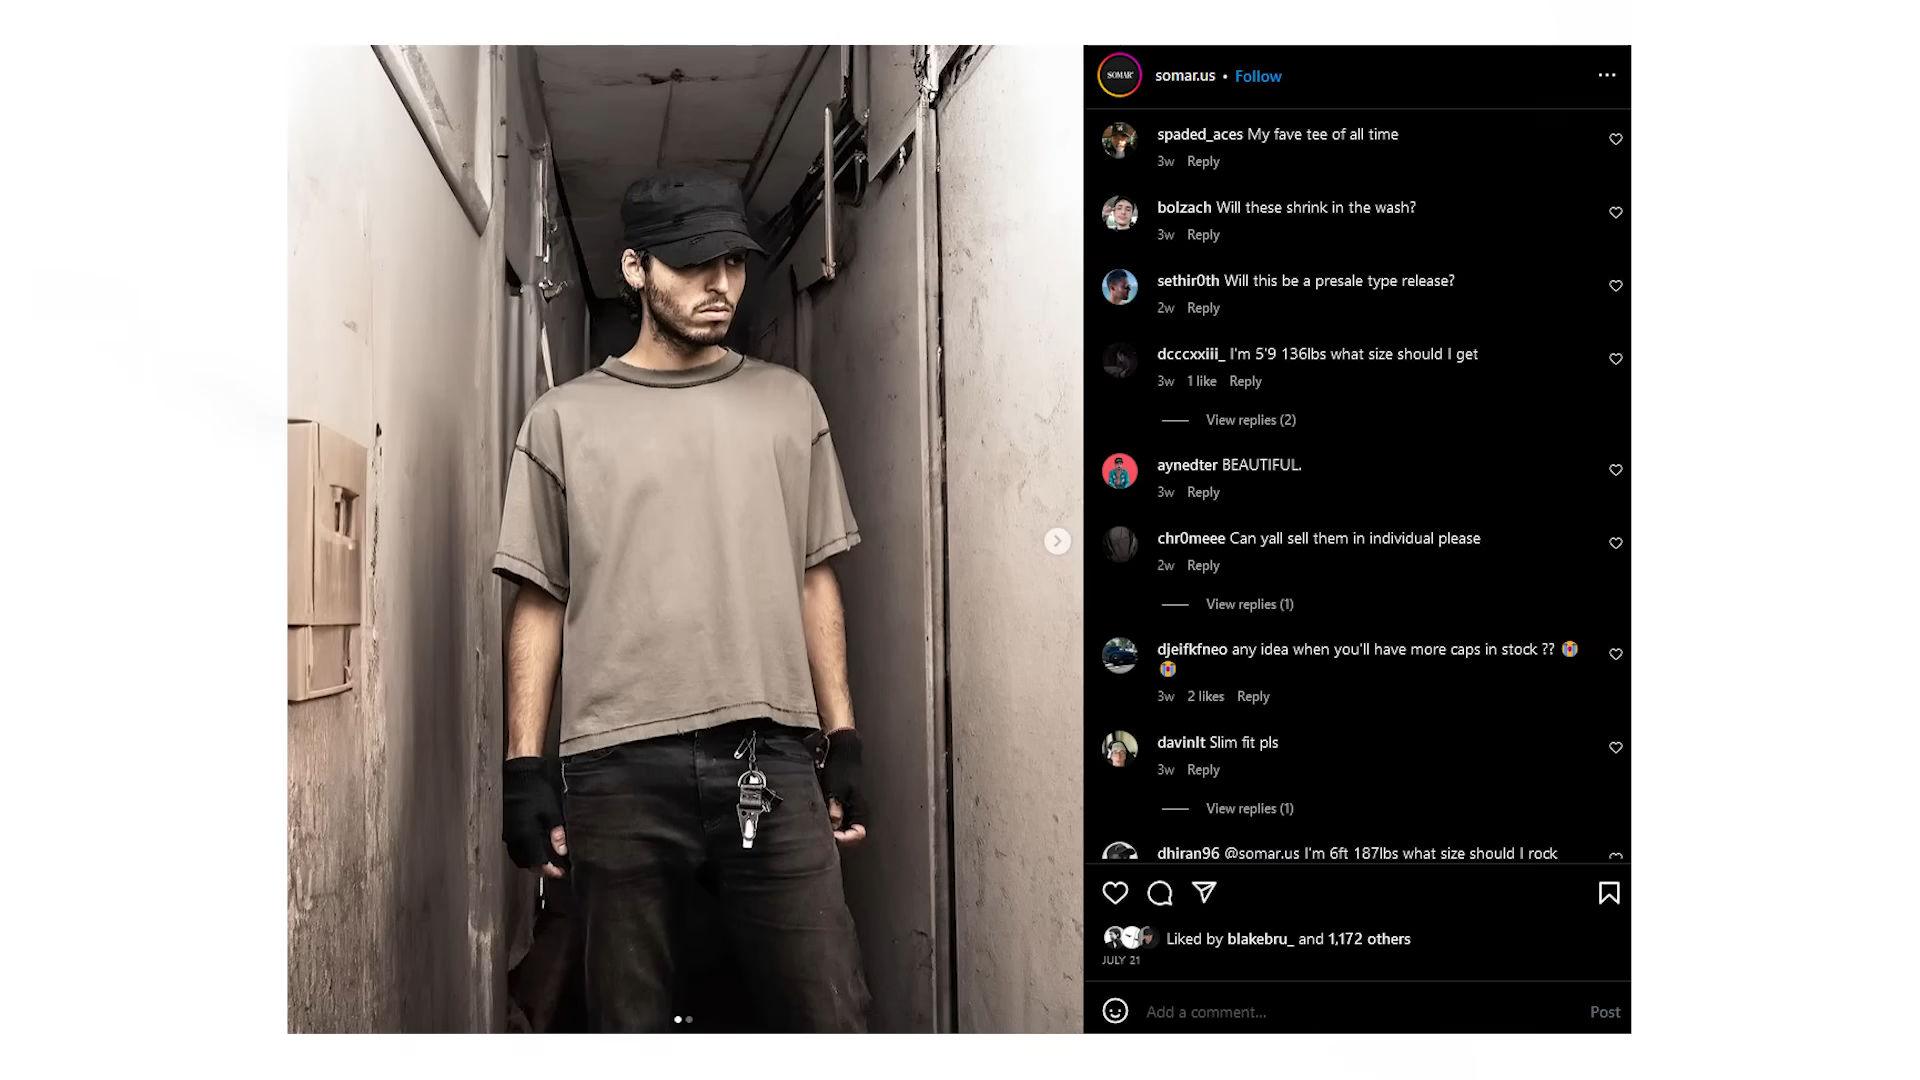 SOMAR
somar.us • Follow
spaded_aces My fave tee of all time
3w Reply
bolzach Will these shrink in the wash?
3w Reply
sethir0th Will this be a presale type release?
2w Reply
dcccxxiii_ I'm 5'9 136lbs what size should I get
3w 1 like Reply
View replies (2)
aynedter BEAUTIFUL.
3w Reply
chr0meee Can yall sell them in individual please
2w Reply
View replies (1)
djeifkfneo any idea when you'll have more caps in stock ?? 😭
😭
3w 2 likes Reply
davinlt Slim fit pls
3w Reply
View replies (1)
dhiran96 @somar.us I'm 6ft 187lbs what size should I rock
Liked by blakebru_ and 1,172 others
JULY 21
Add a comment... Post